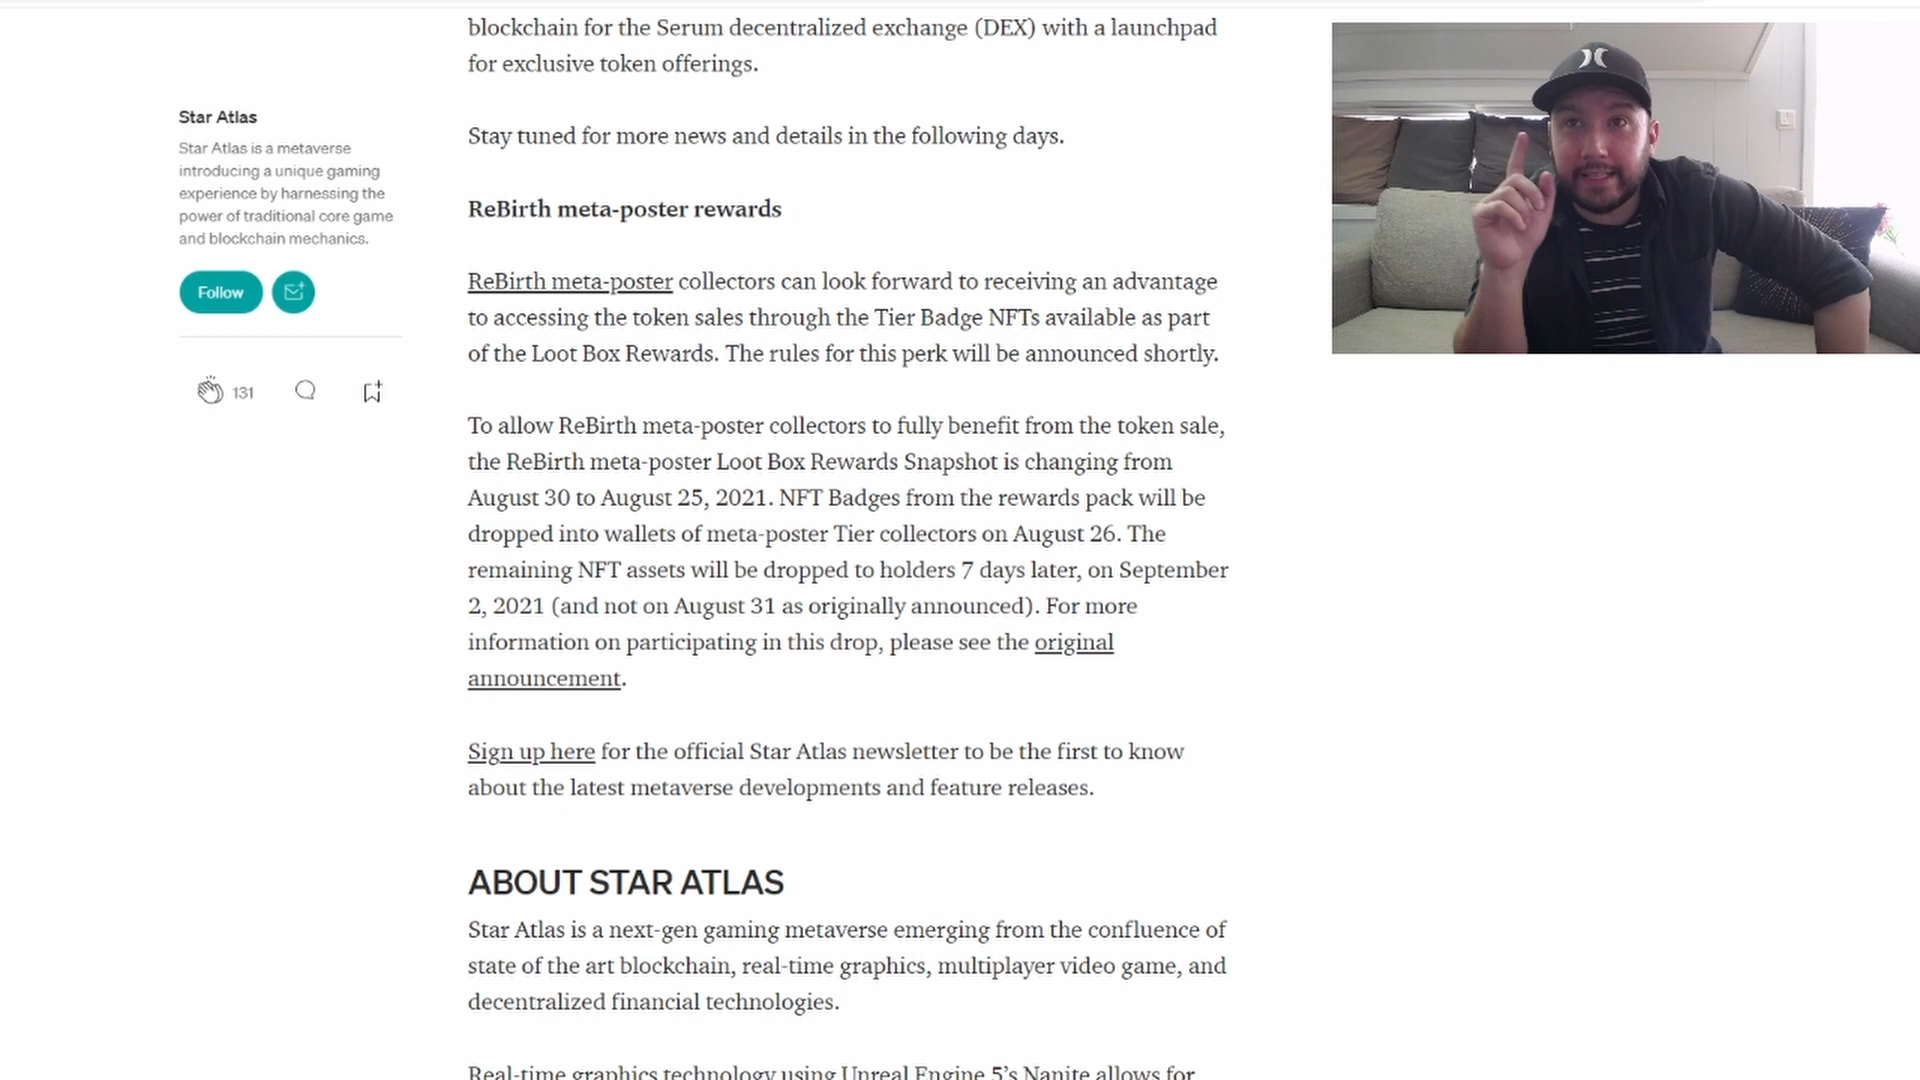 blockchain for the Serum decentralized exchange (DEX) with a launchpad
for exclusive token offerings.
Star Atlas
Star Atlas is a metaverse
introducing a unique gaming
experience by harnessing the
power of traditional core game
and blockchain mechanics.
Follow
131
Stay tuned for more news and details in the following days.
ReBirth meta-poster rewards
ReBirth meta-poster collectors can look forward to receiving an advantage
to accessing the token sales through the Tier Badge NFTs available as part
of the Loot Box Rewards. The rules for this perk will be announced shortly.
To allow ReBirth meta-poster collectors to fully benefit from the token sale,
the ReBirth meta-poster Loot Box Rewards Snapshot is changing from
August 30 to August 25, 2021. NFT Badges from the rewards pack will be
dropped into wallets of meta-poster Tier collectors on August 26. The
remaining NFT assets will be dropped to holders 7 days later, on September
2, 2021 (and not on August 31 as originally announced). For more
information on participating in this drop, please see the original
announcement.
Sign up here for the official Star Atlas newsletter to be the first to know
about the latest metaverse developments and feature releases.
ABOUT STAR ATLAS
Star Atlas is a next-gen gaming metaverse emerging from the confluence of
state of the art blockchain, real-time graphics, multiplayer video game, and
decentralized financial technologies.
Real-time graphics technology using Unreal Engine 5's Nanite allows for